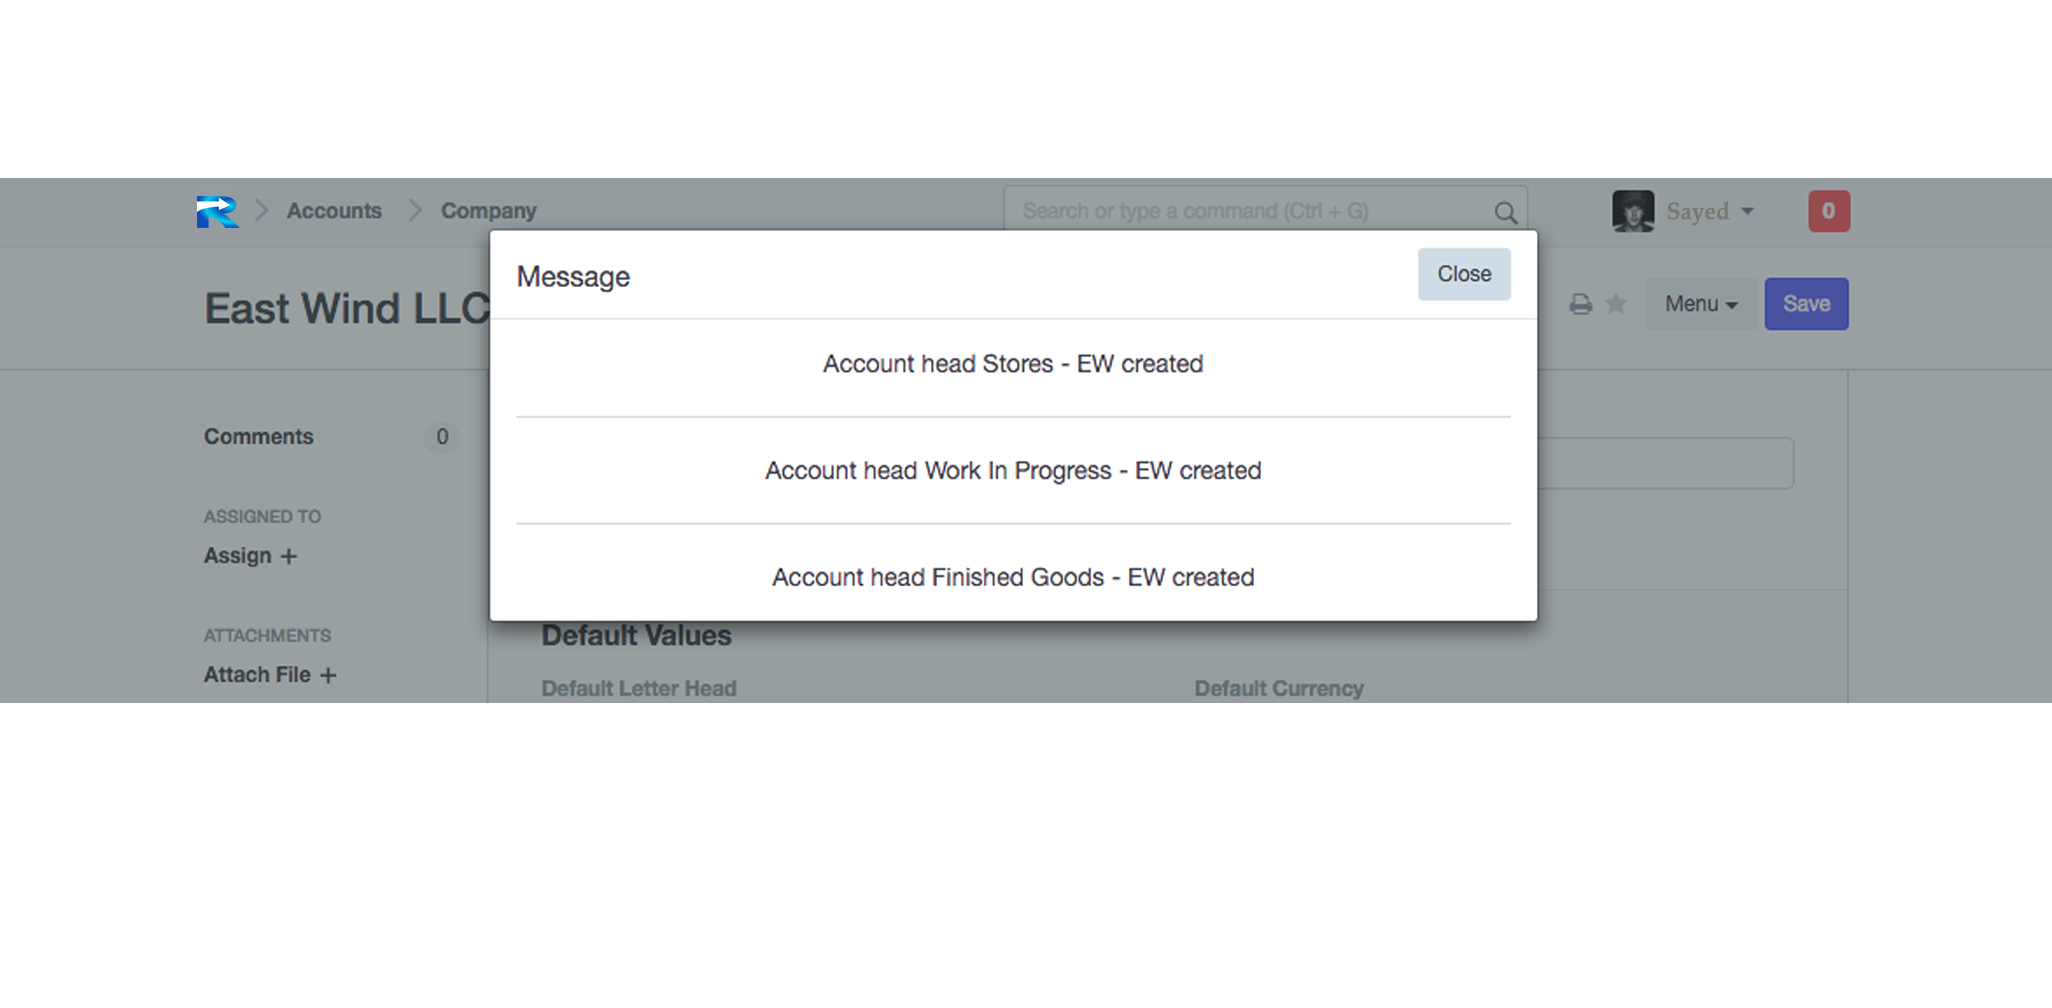 Accounts Company Search or type a command (Ctrl + G) Sayed 0
Message Close
East Wind LLC Menu Save
Account head Stores - EW created
Comments 0
Account head Work In Progress - EW created
ASSIGNED TO
Assign +
Account head Finished Goods - EW created
ATTACHMENTS
Default Values
Attach File +
Default Letter Head Default Currency